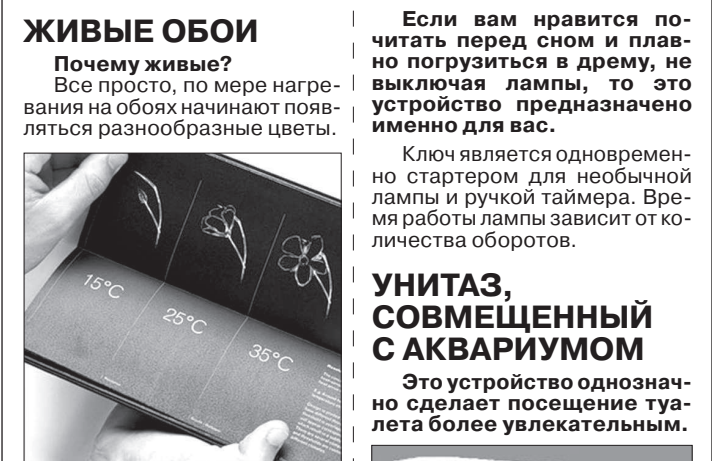 ЖИВЫЕ ОБОИ
Почему живые?
Все просто, по мере нагре-
вания на обоях начинают появ-
ляться разнообразные цветы.
15°C
25°C
35°C
Если вам нравится по-
читать перед сном и плав-
но погрузиться в дрему, не
выключая лампы, то это
устройство предназначено
именно для вас.
Ключ является одновремен-
но стартером для необычной
лампы и ручкой таймера. Вре-
мя работы лампы зависит от ко-
личества оборотов.
УНИТАЗ,
СОВМЕЩЕННЫЙ
С АКВАРИУМОМ
Это устройство однознач-
но сделает посещение туа-
лета более увлекательным.